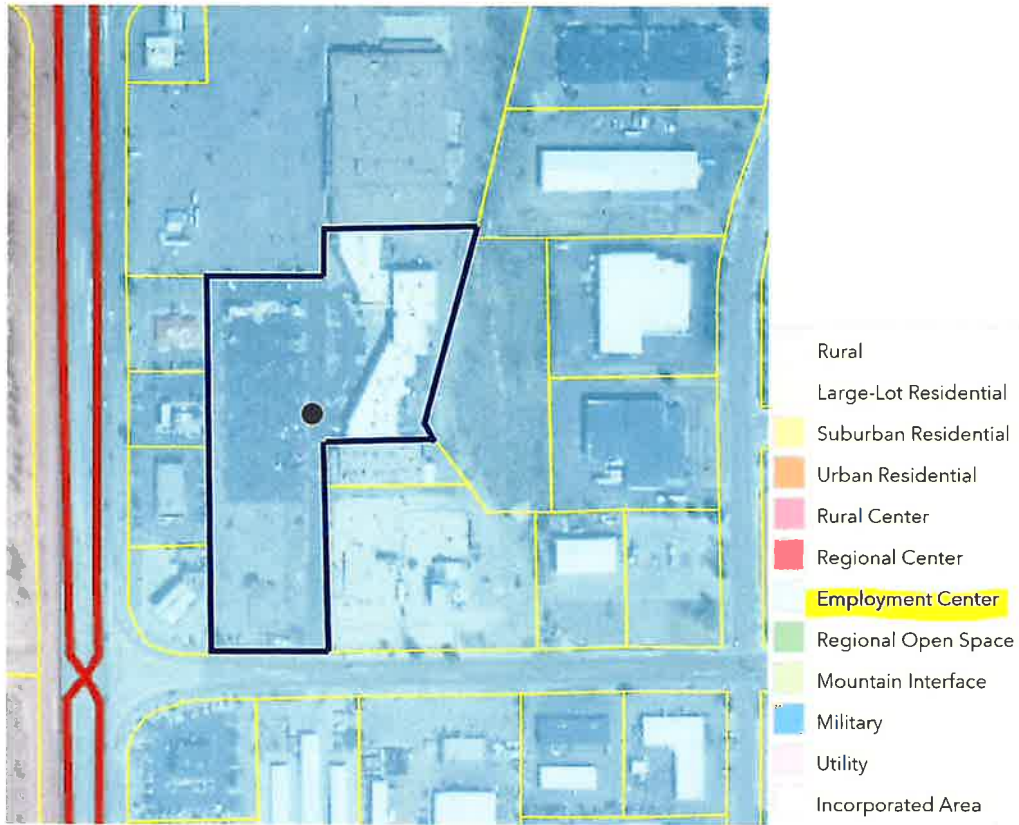 Rural
Large-Lot Residential
Suburban Residential
Urban Residential
Rural Center
Regional Center
Employment Center
Regional Open Space
Mountain Interface
Military
Utility
Incorporated Area